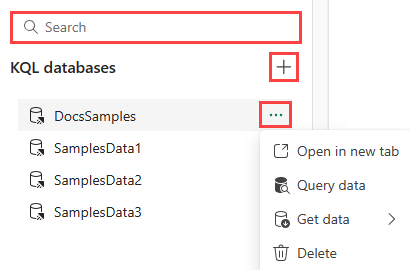 Search
KQL databases
DocsSamples
SamplesData1
SamplesData2
SamplesData3
Open in new tab
Query data
Get data
Delete